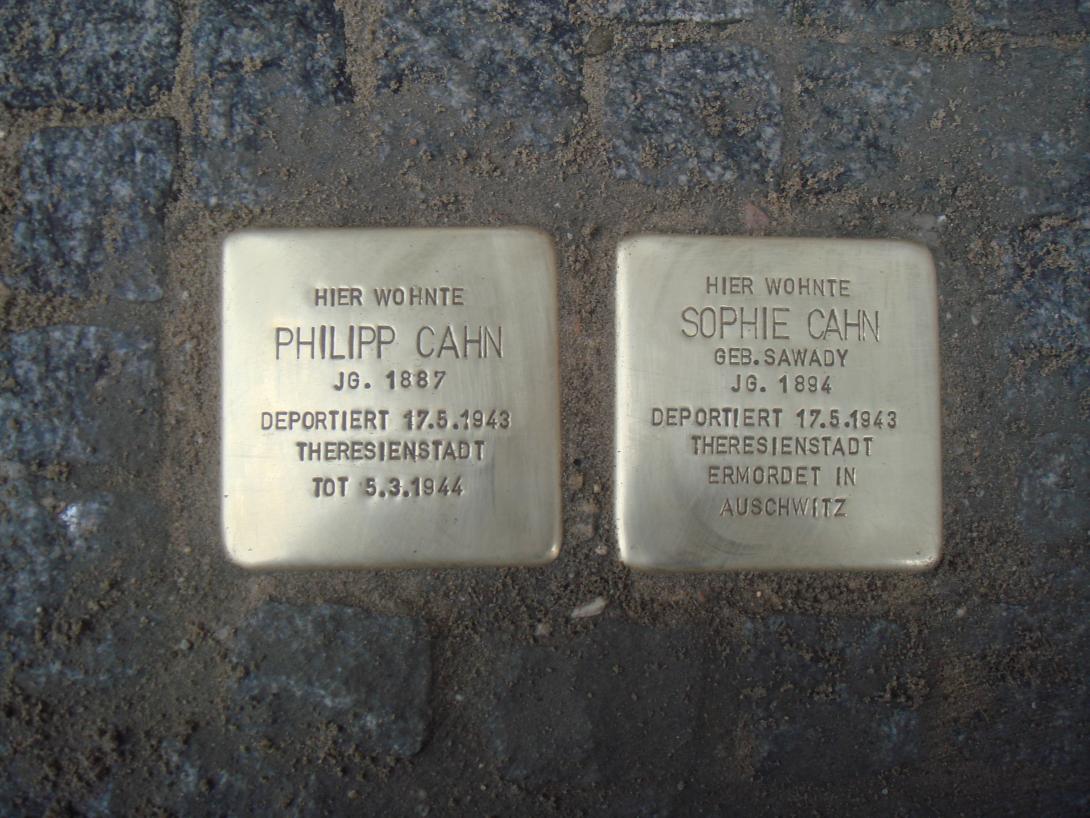 HIER WOHNTE
PHILIPP CAHN
JG. 1887
DEPORTIERT 17.5.1943
THERESIENSTADT
TOT 5.3.1944
HIER WOHNTE
SOPHIE CAHN
GEB. SAWADY
JG. 1894
DEPORTIERT 17.5.1943
THERESIENSTADT
ERMORDET IN
AUSCHWITZ